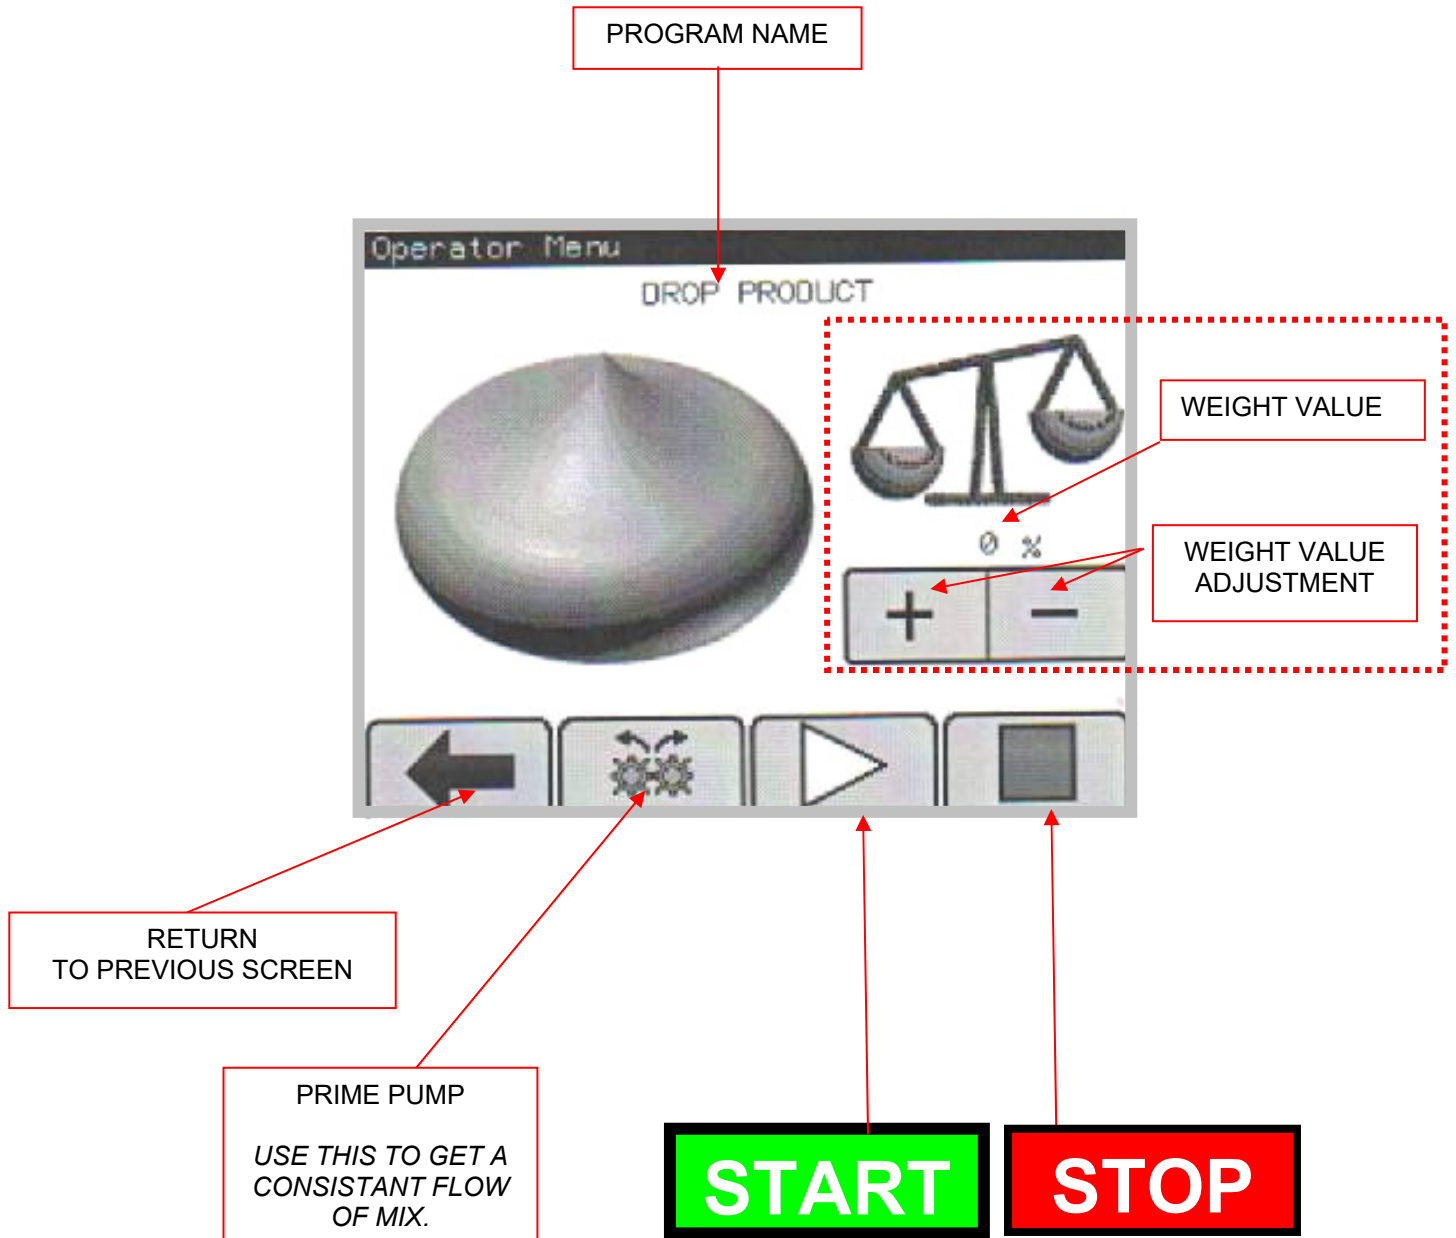 PROGRAM NAME
Operator Menu
DROP PRODUCT
WEIGHT VALUE
0 %
WEIGHT VALUE
ADJUSTMENT
+ −
RETURN
TO PREVIOUS SCREEN
PRIME PUMP
USE THIS TO GET A
CONSISTANT FLOW
OF MIX.
START
STOP